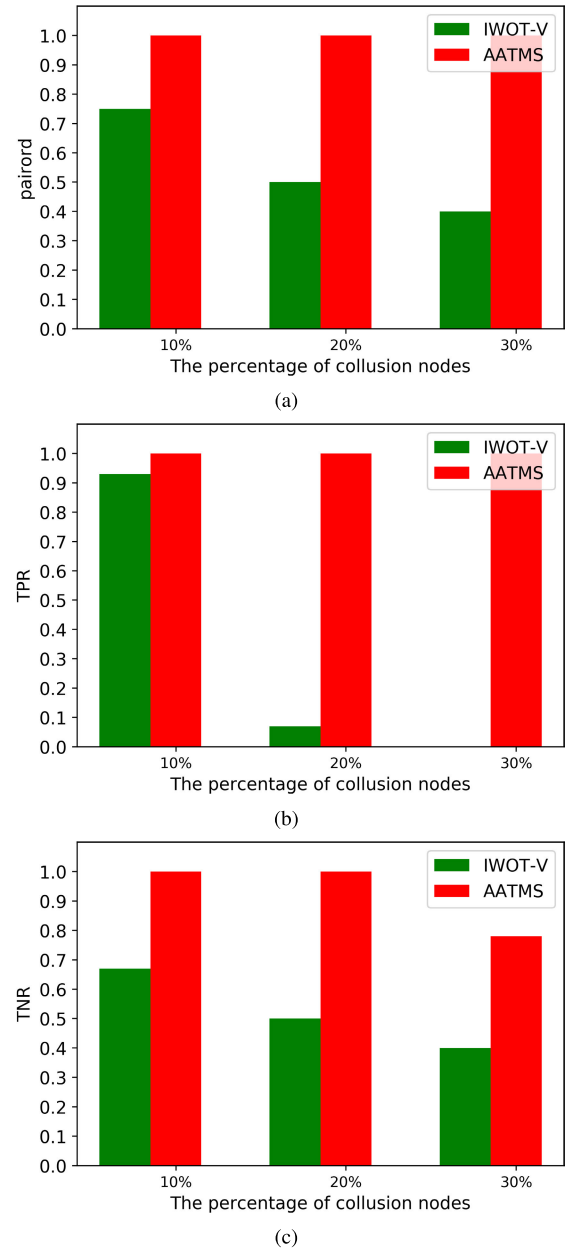 IWOT-V
AATMS
1.0
0.9
0.8
0.7
0.6
0.5
0.4
0.3
0.2
0.1
0.0
pairord
10% 20% 30%
The percentage of collusion nodes
(a)
IWOT-V
AATMS
1.0
0.9
0.8
0.7
0.6
0.5
0.4
0.3
0.2
0.1
0.0
TPR
10% 20% 30%
The percentage of collusion nodes
(b)
IWOT-V
AATMS
1.0
0.9
0.8
0.7
0.6
0.5
0.4
0.3
0.2
0.1
0.0
TNR
10% 20% 30%
The percentage of collusion nodes
(c)